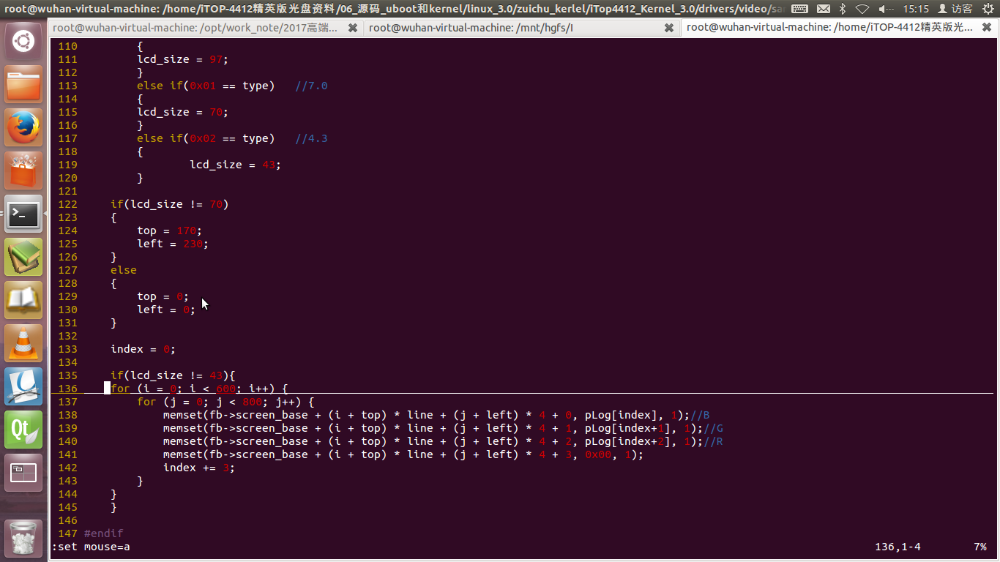 root@wuhan-virtual-machine: /home/iTOP-4412精英版光盘资料/06_源码_uboot和kernel/linux_3.0/zuichu_kerlel/iTop4412_Kernel_3.0/drivers/video/sar 15:15 访客
root@wuhan-virtual-machine: /opt/work_note/2017高端... root@wuhan-virtual-machine: /mnt/hgfs/I root@wuhan-virtual-machine: /home/iTOP-4412精英版光...
110 {
111 lcd_size = 97;
112 }
113 else if(0x01 == type) //7.0
114 {
115 lcd_size = 70;
116 }
117 else if(0x02 == type) //4.3
118 {
119 lcd_size = 43;
120 }
121
122 if(lcd_size != 70)
123 {
124 top = 170;
125 left = 230;
126 }
127 else
128 {
129 top = 0;
130 left = 0;
131 }
132
133 index = 0;
134
135 if(lcd_size != 43){
136 for (i = 0; i < 600; i++) {
137 for (j = 0; j < 800; j++) {
138 memset(fb->screen_base + (i + top) * line + (j + left) * 4 + 0, pLog[index], 1);//B
139 memset(fb->screen_base + (i + top) * line + (j + left) * 4 + 1, pLog[index+1], 1);//G
140 memset(fb->screen_base + (i + top) * line + (j + left) * 4 + 2, pLog[index+2], 1);//R
141 memset(fb->screen_base + (i + top) * line + (j + left) * 4 + 3, 0x00, 1);
142 index += 3;
143 }
144 }
145 }
146
147 #endif
:set mouse=a 136,1-4 7%
Qt